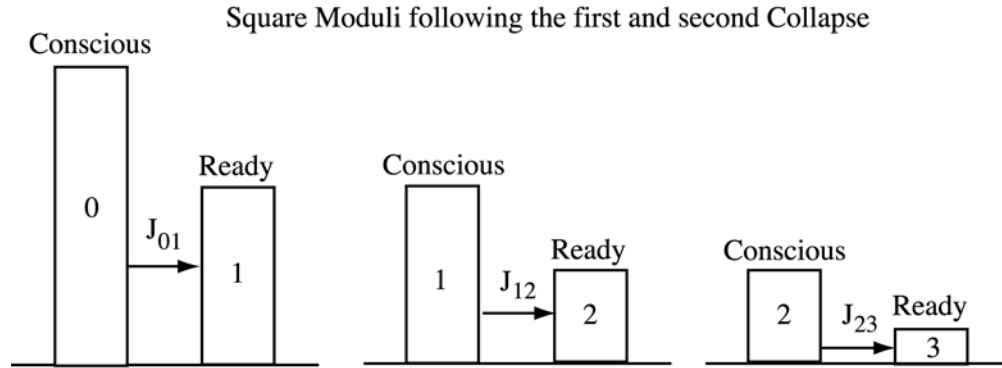 Square Moduli following the first and second Collapse
Conscious
0
J01
Ready
1
Conscious
1
J12
Ready
2
Conscious
2
J23
Ready
3